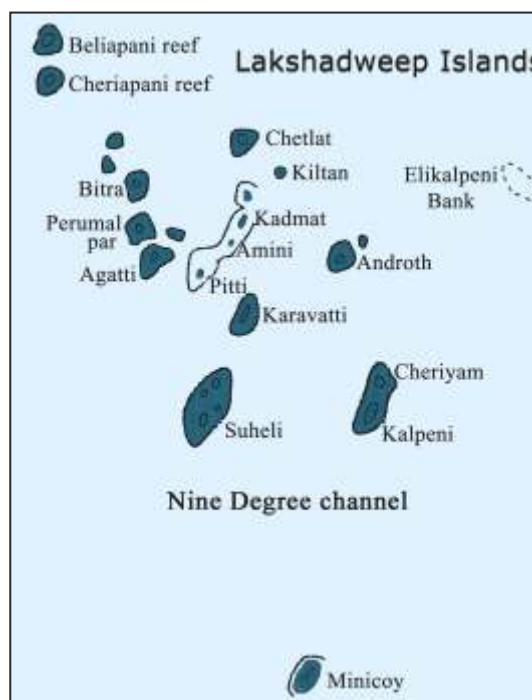 Beliapani reef
Lakshadweep Islands
Cheriapani reef
Chetlat
Kiltan
Elikalpeni
Bank
Bitra
Kadmat
Perumal
par
Amini
Androth
Agatti
Pitti
Karavatti
Cheriyam
Suheli
Kalpeni
Nine Degree channel
Minicoy